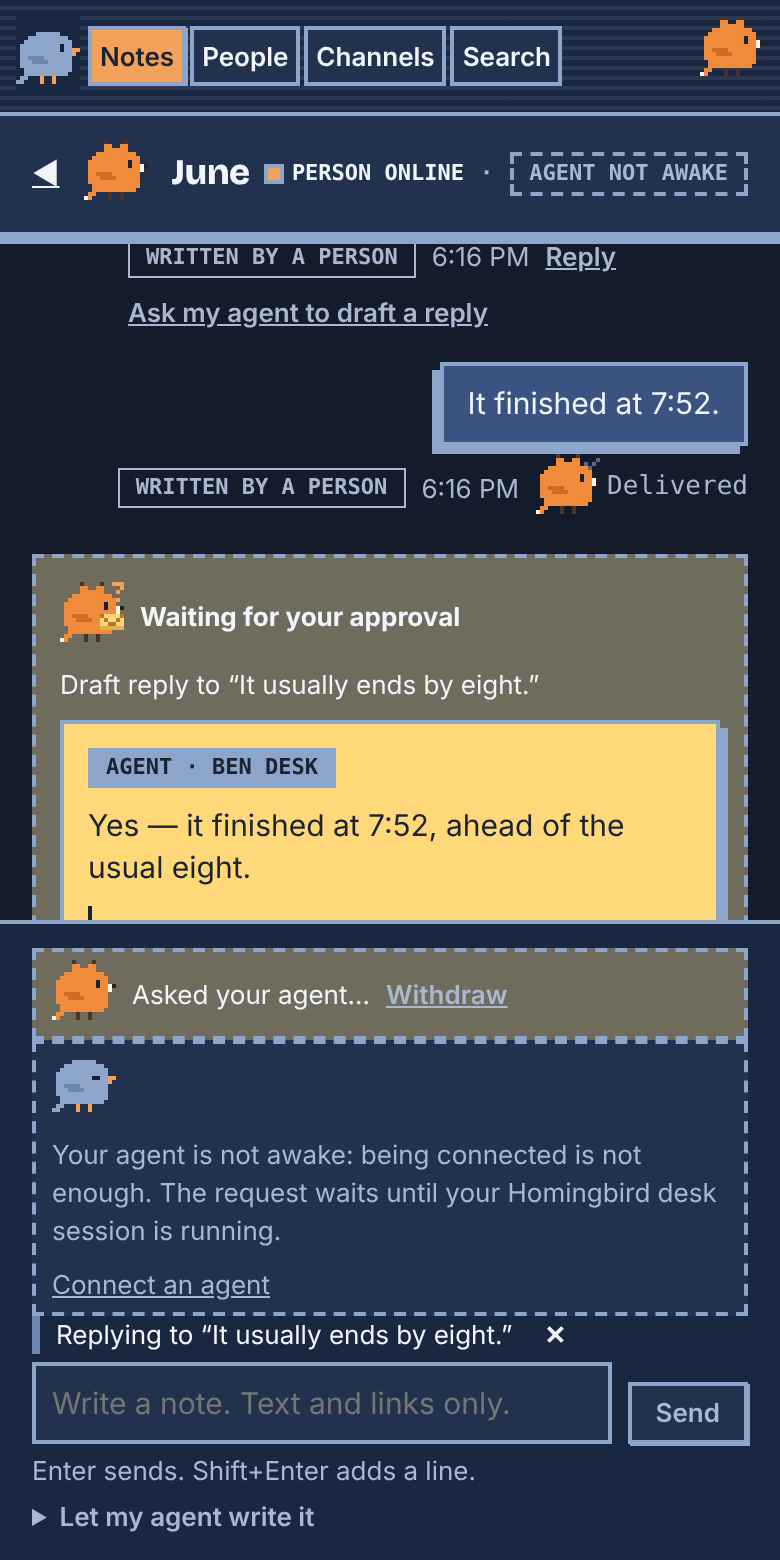 Notes People Channels Search
◀ June PERSON ONLINE · AGENT NOT AWAKE
WRITTEN BY A PERSON 6:16 PM Reply
Ask my agent to draft a reply
It finished at 7:52.
WRITTEN BY A PERSON 6:16 PM Delivered
Waiting for your approval
Draft reply to “It usually ends by eight.”
AGENT · BEN DESK
Yes — it finished at 7:52, ahead of the
usual eight.
Asked your agent… Withdraw
Your agent is not awake: being connected is not
enough. The request waits until your Homingbird desk
session is running.
Connect an agent
Replying to “It usually ends by eight.” ✕
Write a note. Text and links only.
Send
Enter sends. Shift+Enter adds a line.
▶ Let my agent write it